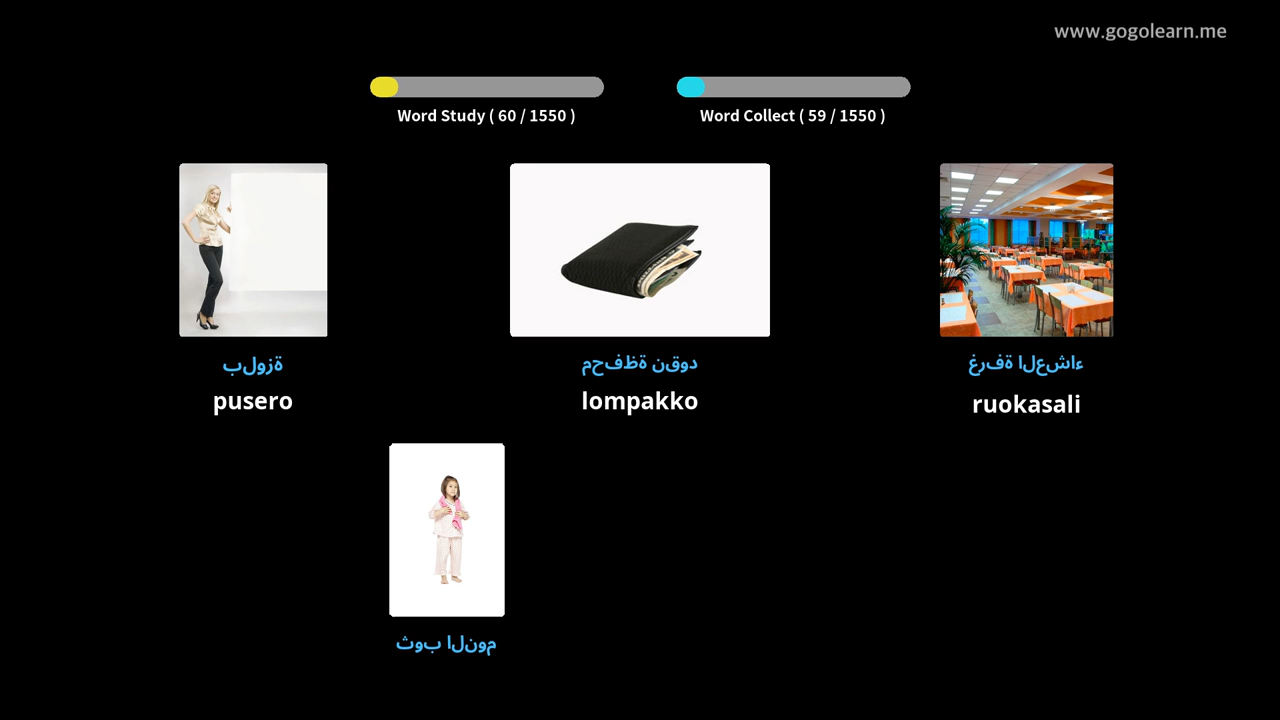 www.gogolearn.me
Word Study ( 60 / 1550 )
Word Collect ( 59 / 1550 )
بلوزة
محفظة نقود
غرفة العشاء
pusero
lompakko
ruokasali
ثوب النوم